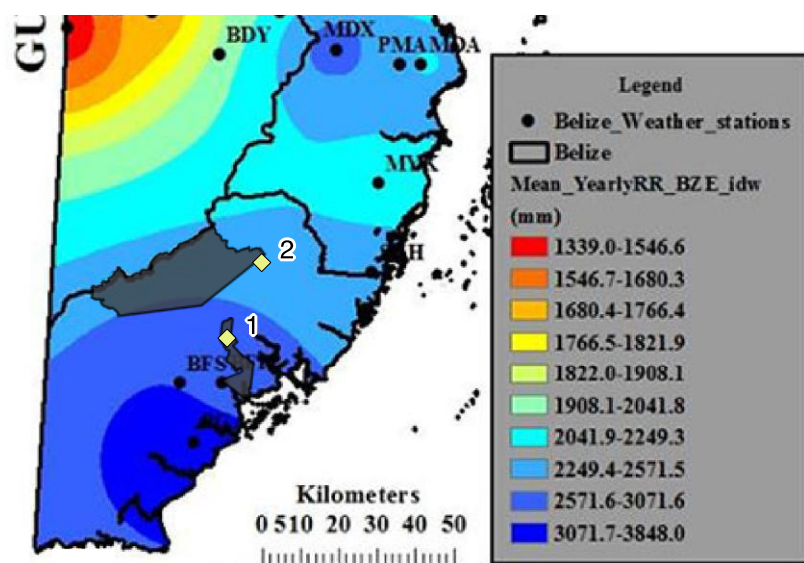 GU
BDY
MDX
PMA MDA
2
1
BFS
Kilometers
0 510 20 30 40 50
Legend
Belize_Weather_stations
Belize
Mean_YearlyRR_BZE_idw
(mm)
1339.0-1546.6
1546.7-1680.3
1680.4-1766.4
1766.5-1821.9
1822.0-1908.1
1908.1-2041.8
2041.9-2249.3
2249.4-2571.5
2571.6-3071.6
3071.7-3848.0